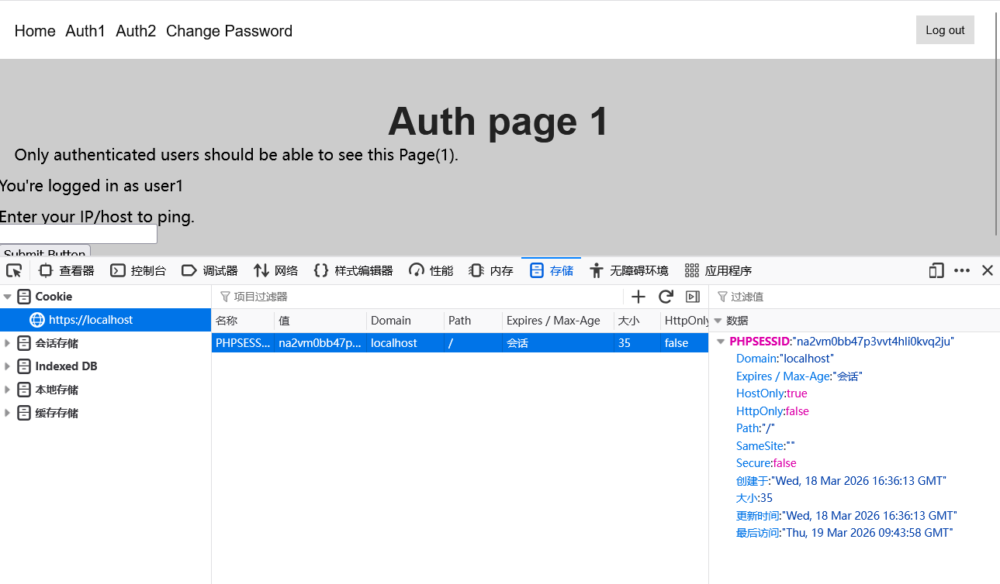 Home Auth1 Auth2 Change Password Log out
Auth page 1
Only authenticated users should be able to see this Page(1).
You're logged in as user1
Enter your IP/host to ping.
Submit Button
查看器 控制台 调试器 网络 样式编辑器 性能 内存 存储 无障碍环境 应用程序
Cookie
https://localhost
会话存储
Indexed DB
本地存储
缓存存储
项目过滤器
名称 值 Domain Path Expires / Max-Age 大小 HttpOnly
PHPSESS... na2vm0bb47p... localhost / 会话 35 false
过滤值
数据
PHPSESSID:"na2vm0bb47p3vvt4hli0kvq2ju"
Domain:"localhost"
Expires / Max-Age:"会话"
HostOnly:true
HttpOnly:false
Path:"/"
SameSite:""
Secure:false
创建于:"Wed, 18 Mar 2026 16:36:13 GMT"
大小:35
更新时间:"Wed, 18 Mar 2026 16:36:13 GMT"
最后访问:"Thu, 19 Mar 2026 09:43:58 GMT"